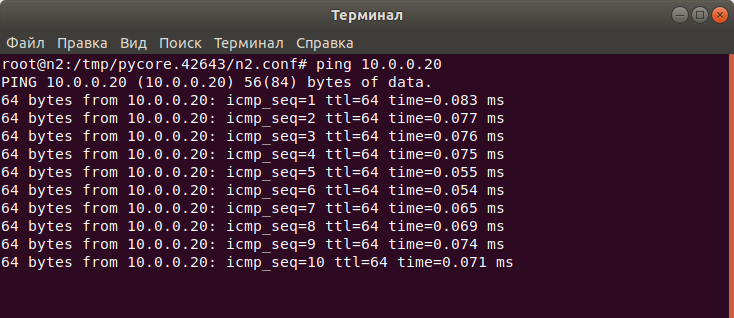 Терминал
Файл Правка Вид Поиск Терминал Справка
root@n2:/tmp/pycore.42643/n2.conf# ping 10.0.0.20
PING 10.0.0.20 (10.0.0.20) 56(84) bytes of data.
64 bytes from 10.0.0.20: icmp_seq=1 ttl=64 time=0.083 ms
64 bytes from 10.0.0.20: icmp_seq=2 ttl=64 time=0.077 ms
64 bytes from 10.0.0.20: icmp_seq=3 ttl=64 time=0.076 ms
64 bytes from 10.0.0.20: icmp_seq=4 ttl=64 time=0.075 ms
64 bytes from 10.0.0.20: icmp_seq=5 ttl=64 time=0.055 ms
64 bytes from 10.0.0.20: icmp_seq=6 ttl=64 time=0.054 ms
64 bytes from 10.0.0.20: icmp_seq=7 ttl=64 time=0.065 ms
64 bytes from 10.0.0.20: icmp_seq=8 ttl=64 time=0.069 ms
64 bytes from 10.0.0.20: icmp_seq=9 ttl=64 time=0.074 ms
64 bytes from 10.0.0.20: icmp_seq=10 ttl=64 time=0.071 ms